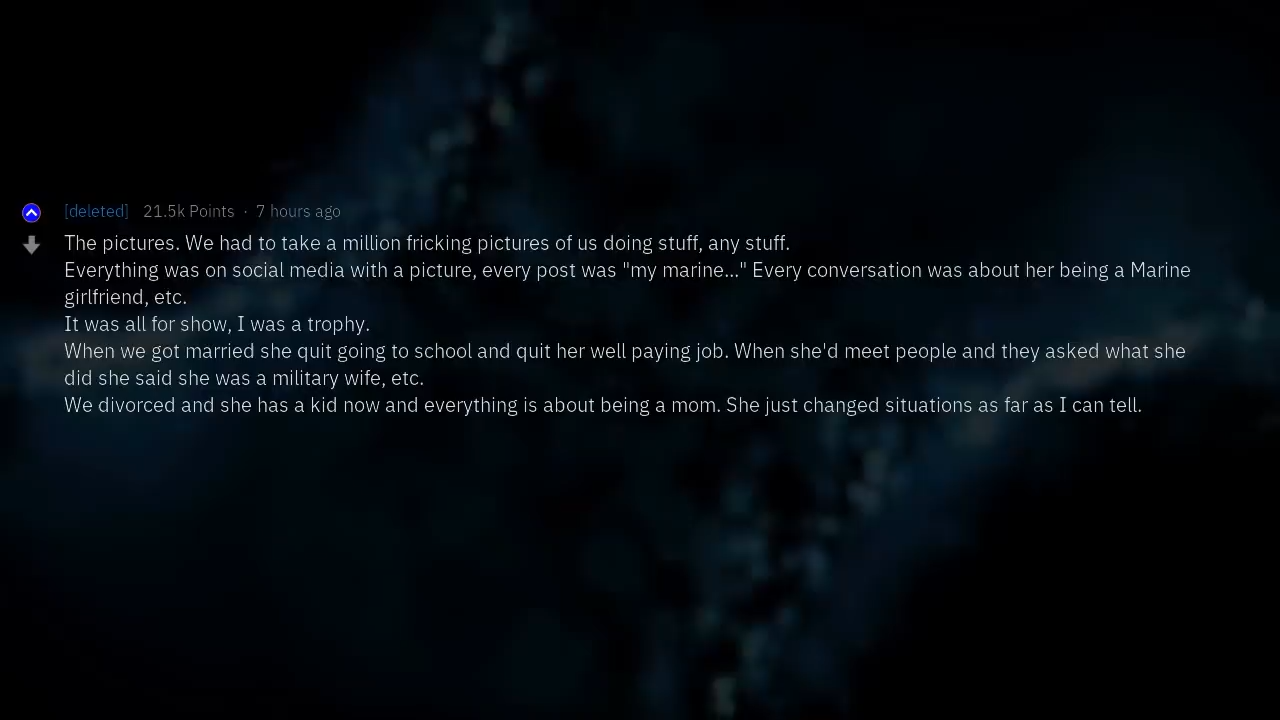 [deleted] 21.5k Points · 7 hours ago
The pictures. We had to take a million fricking pictures of us doing stuff, any stuff.
Everything was on social media with a picture, every post was "my marine..." Every conversation was about her being a Marine
girlfriend, etc.
It was all for show, I was a trophy.
When we got married she quit going to school and quit her well paying job. When she'd meet people and they asked what she
did she said she was a military wife, etc.
We divorced and she has a kid now and everything is about being a mom. She just changed situations as far as I can tell.